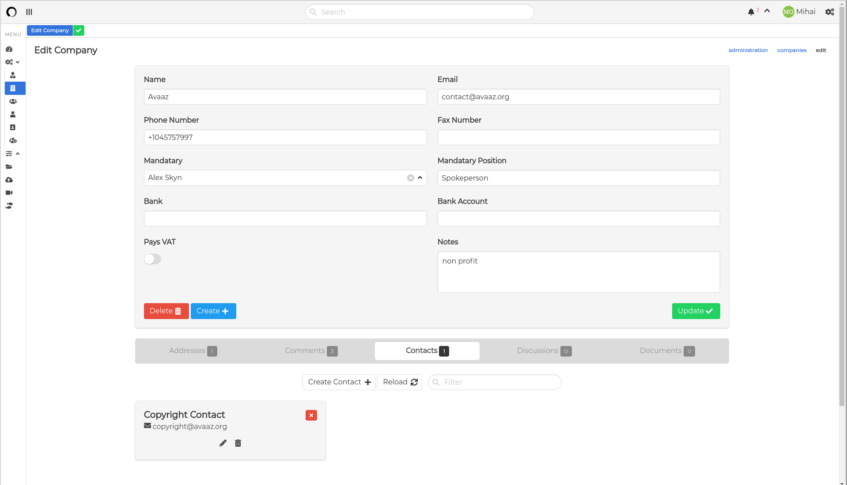 Search
2
MO
Mihai
MENU
Edit Company
Edit Company
administration
companies
edit
Name
Email
Avaaz
contact@avaaz.org
Phone Number
Fax Number
+1045757997
Mandatary
Mandatary Position
Alex Skyn
Spokeperson
Bank
Bank Account
Pays VAT
Notes
non profit
Delete
Create
Update
Addresses 1
Comments 3
Contacts 1
Discussions 0
Documents 0
Create Contact
Reload
Filter
Copyright Contact
copyright@avaaz.org